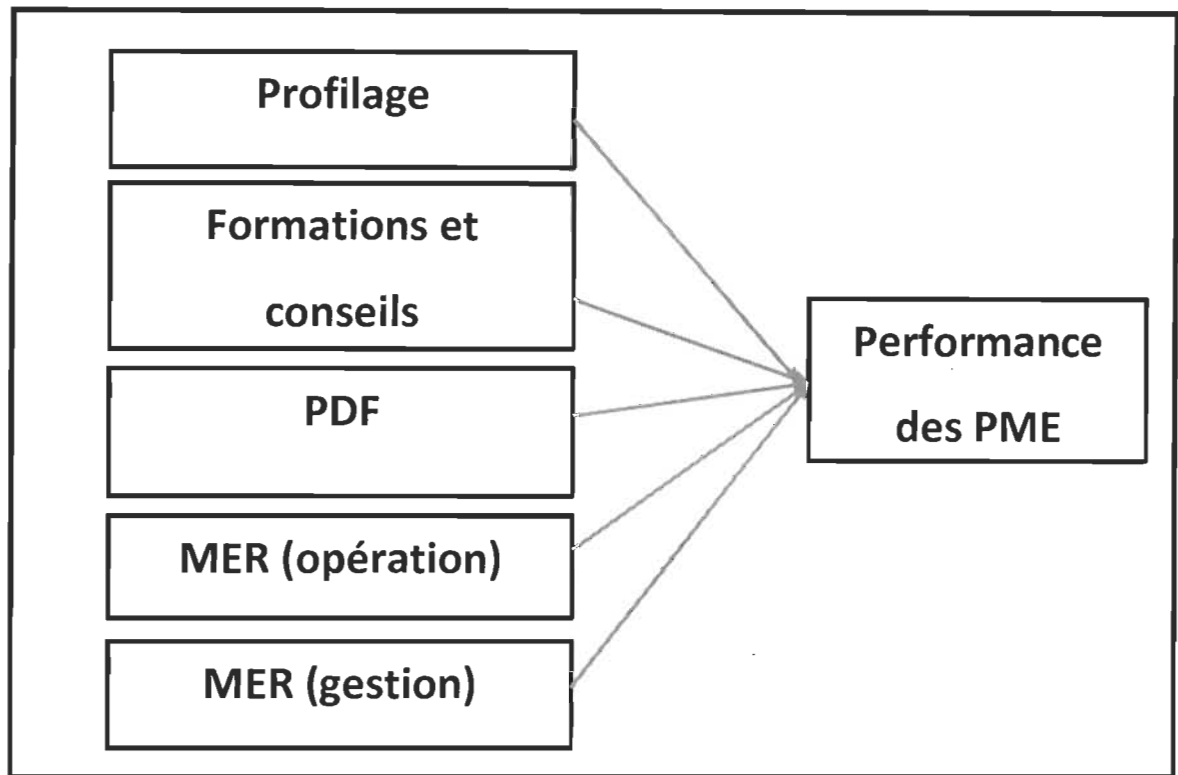 Profilage
Formations et
conseils
PDF
MER (opération)
MER (gestion)
Performance
des PME